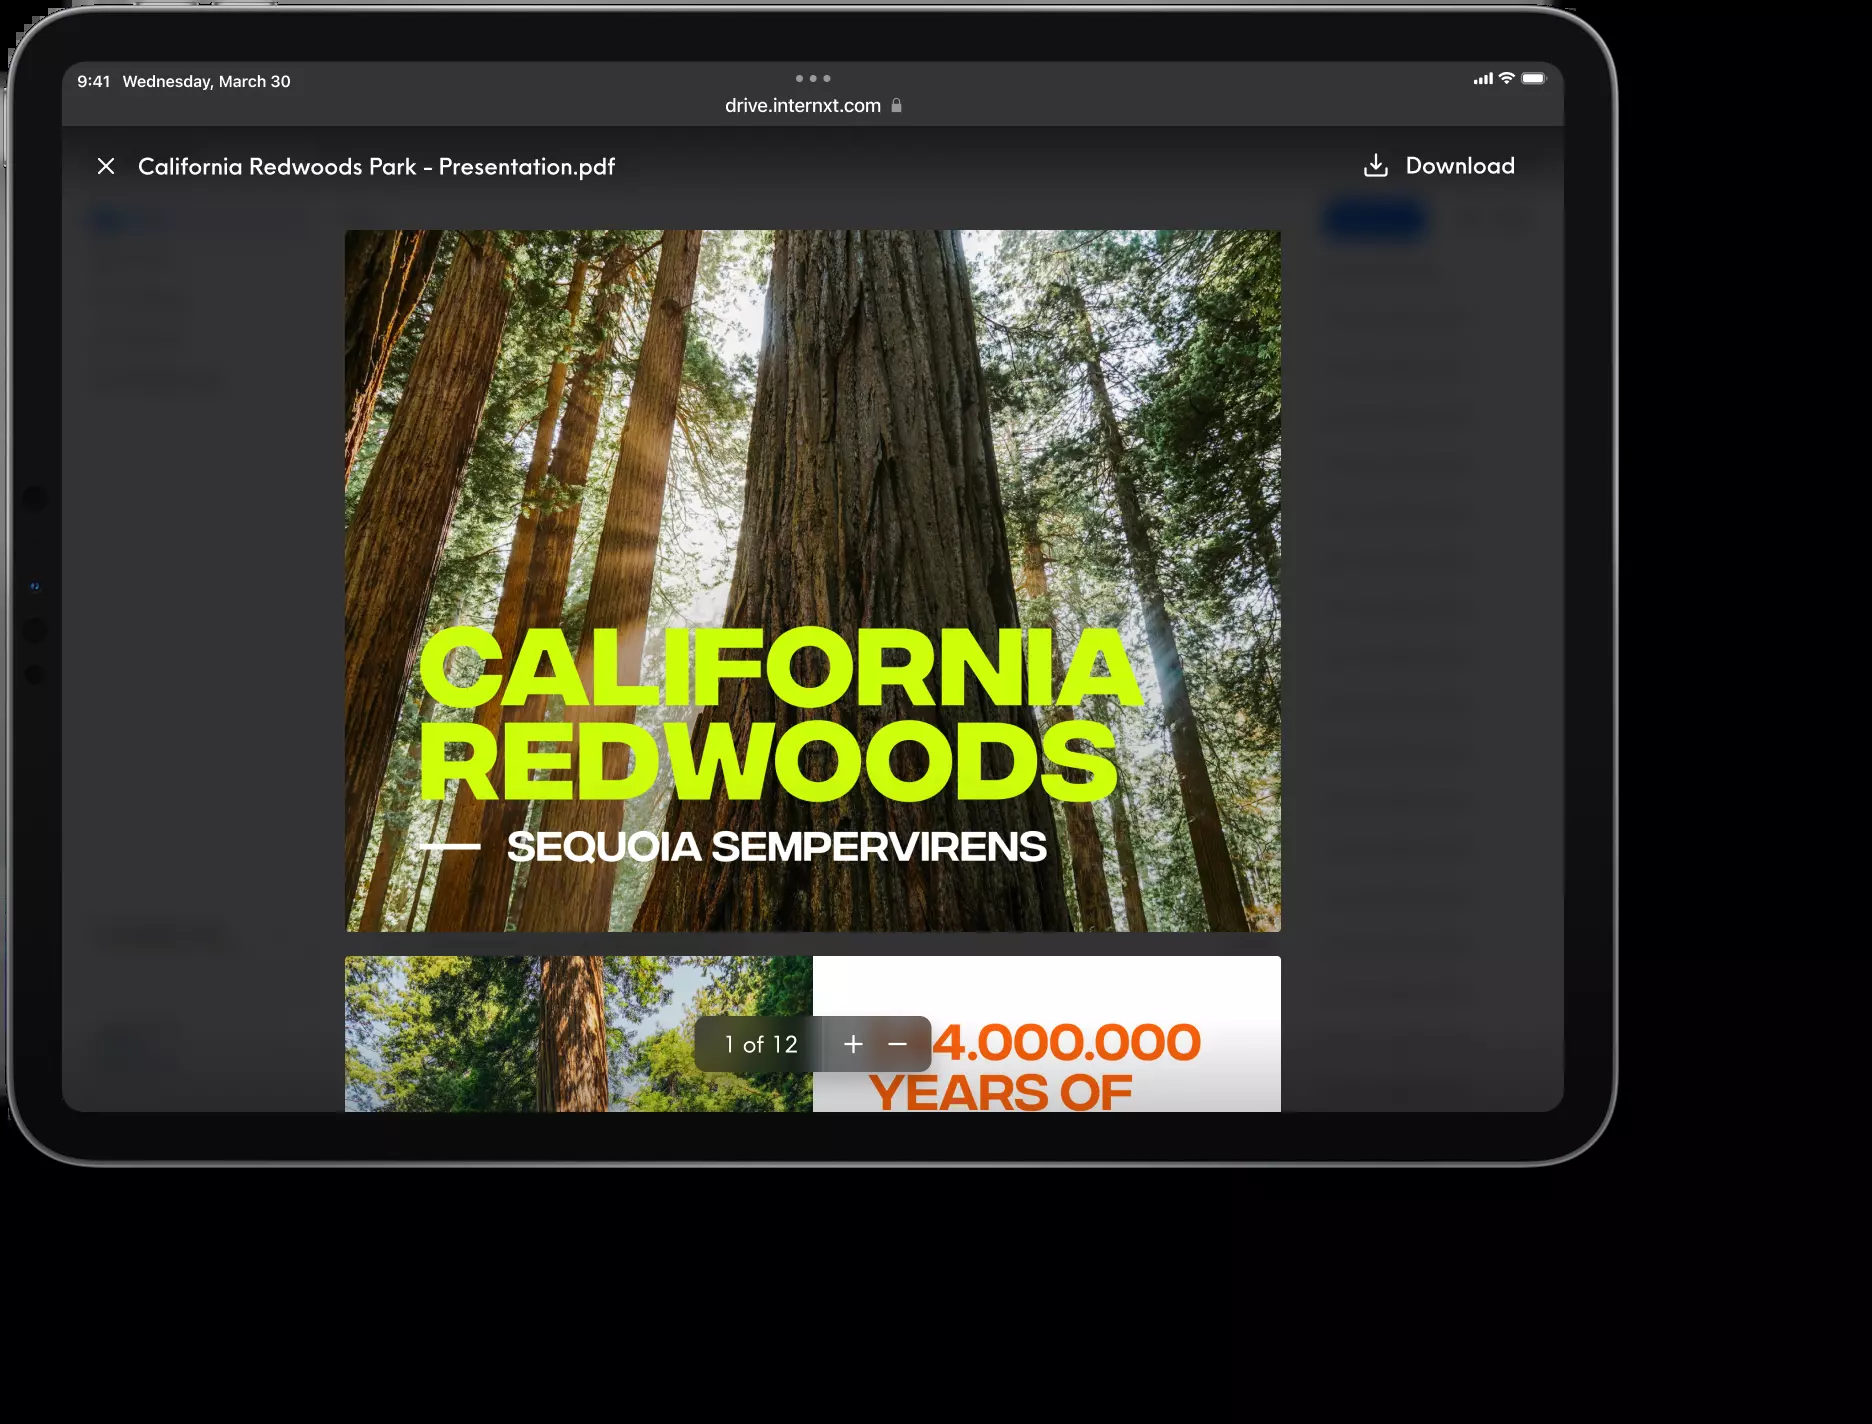 9:41 Wednesday, March 30
drive.internxt.com
California Redwoods Park - Presentation.pdf
Download
CALIFORNIA
REDWOODS
— SEQUOIA SEMPERVIRENS
4.000.000
YEARS OF
1 of 12 + −